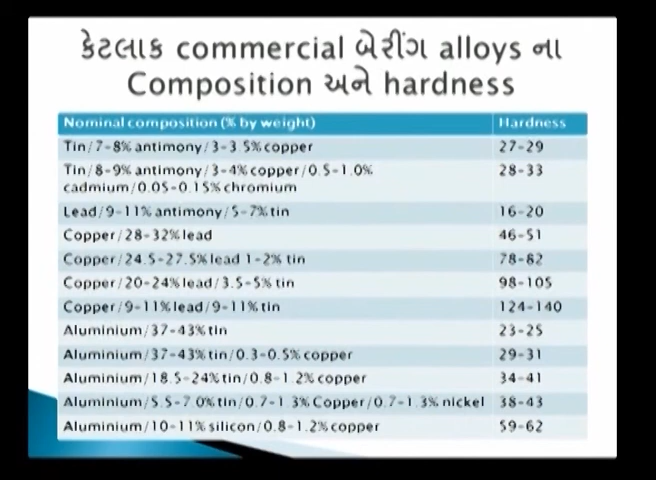 કેટલાક commercial બેરીંગ alloys ના
Composition અને hardness
Nominal composition (% by weight) Hardness
Tin/7-8% antimony/3-3.5% copper 27-29
Tin/8-9% antimony/3-4% copper/0.5-1.0% 28-33
cadmium/0.05-0.15% chromium
Lead/9-11% antimony/5-7% tin 16-20
Copper/28-32% lead 46-51
Copper/24.5-27.5% lead 1-2% tin 78-82
Copper/20-24% lead/3.5-5% tin 98-105
Copper/9-11% lead/9-11% tin 124-140
Aluminium/37-43% tin 23-25
Aluminium/37-43% tin/0.3-0.5% copper 29-31
Aluminium/18.5-24% tin/0.8-1.2% copper 34-41
Aluminium/5.5-7.0% tin/0.7-1.3% Copper/0.7-1.3% nickel 38-43
Aluminium/10-11% silicon/0.8-1.2% copper 59-62